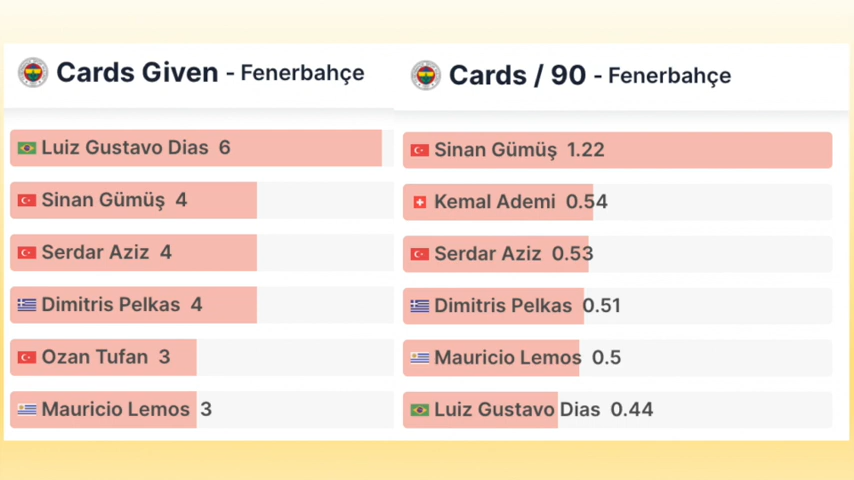 Cards Given - Fenerbahçe
Luiz Gustavo Dias 6
Sinan Gümüş 4
Serdar Aziz 4
Dimitris Pelkas 4
Ozan Tufan 3
Mauricio Lemos 3
Cards / 90 - Fenerbahçe
Sinan Gümüş 1.22
Kemal Ademi 0.54
Serdar Aziz 0.53
Dimitris Pelkas 0.51
Mauricio Lemos 0.5
Luiz Gustavo Dias 0.44